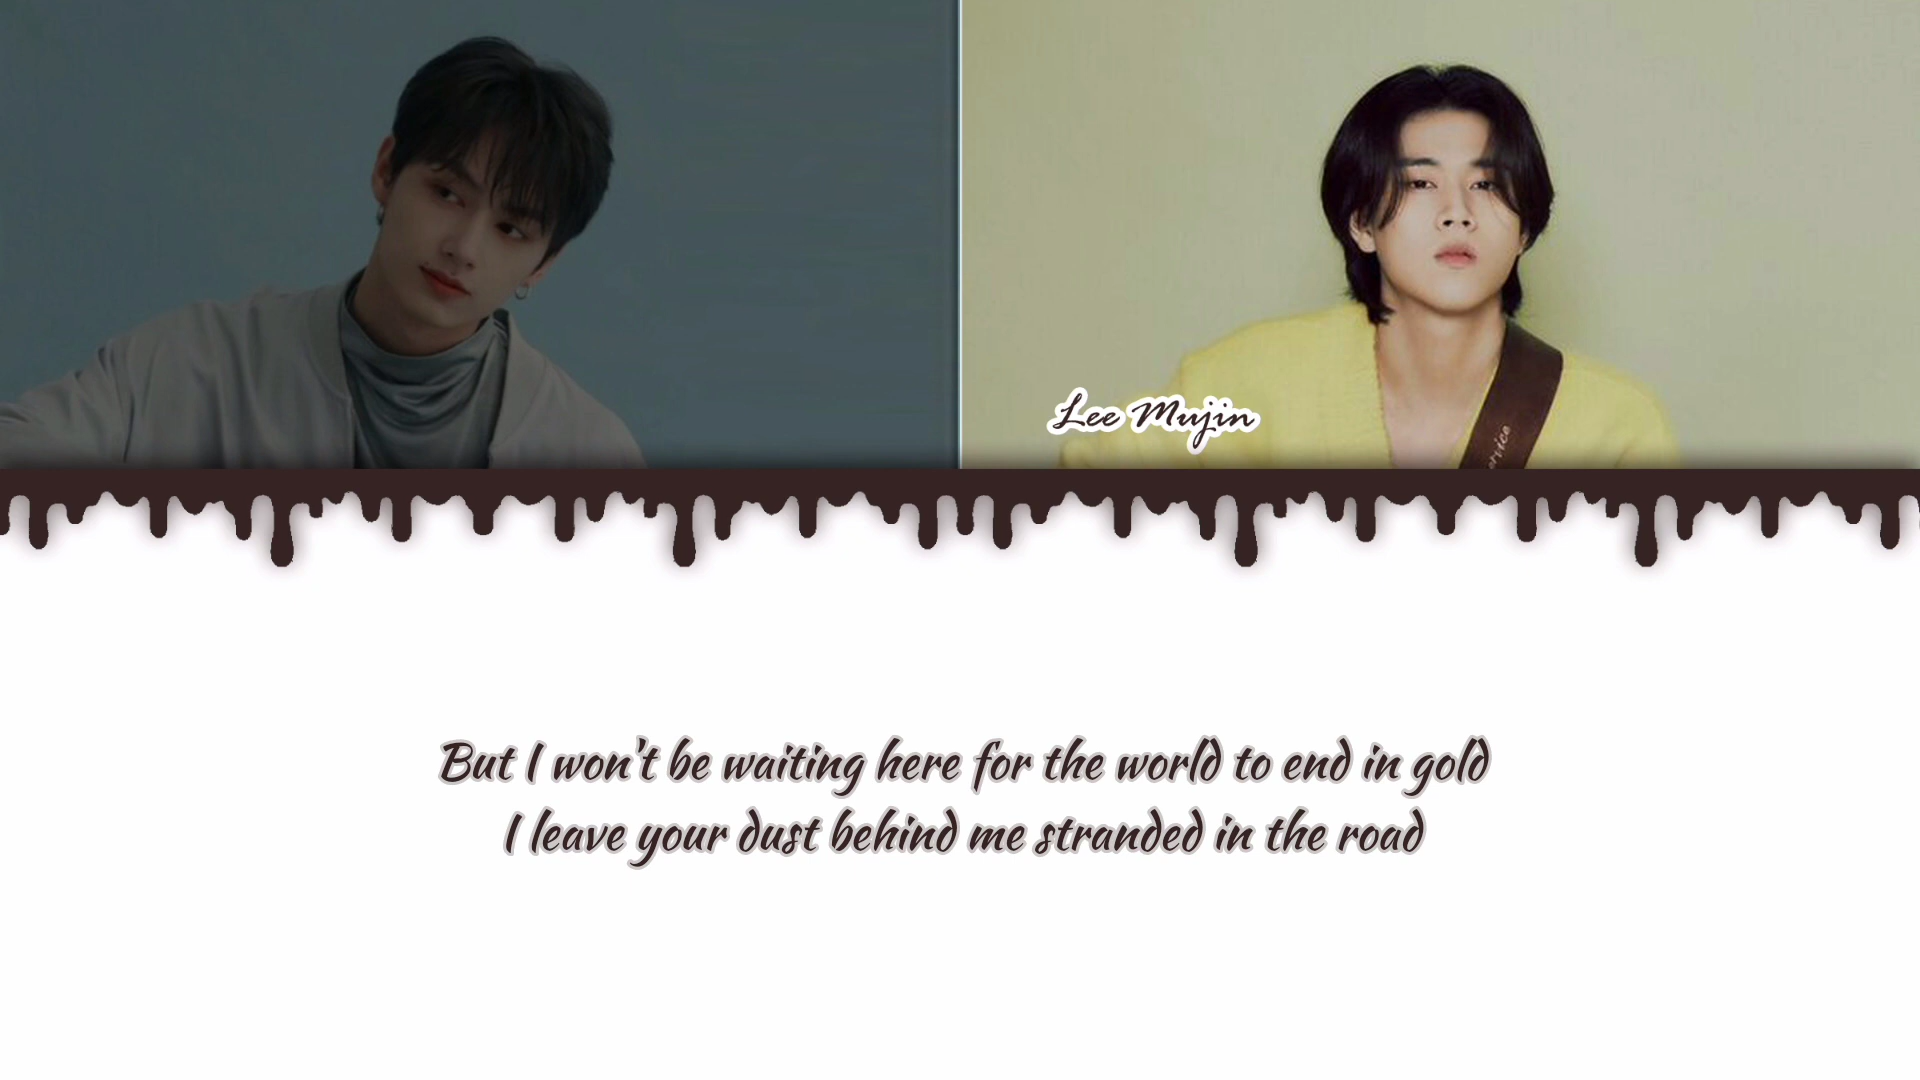 Lee Mujin
But I won't be waiting here for the world to end in gold
I leave your dust behind me stranded in the road